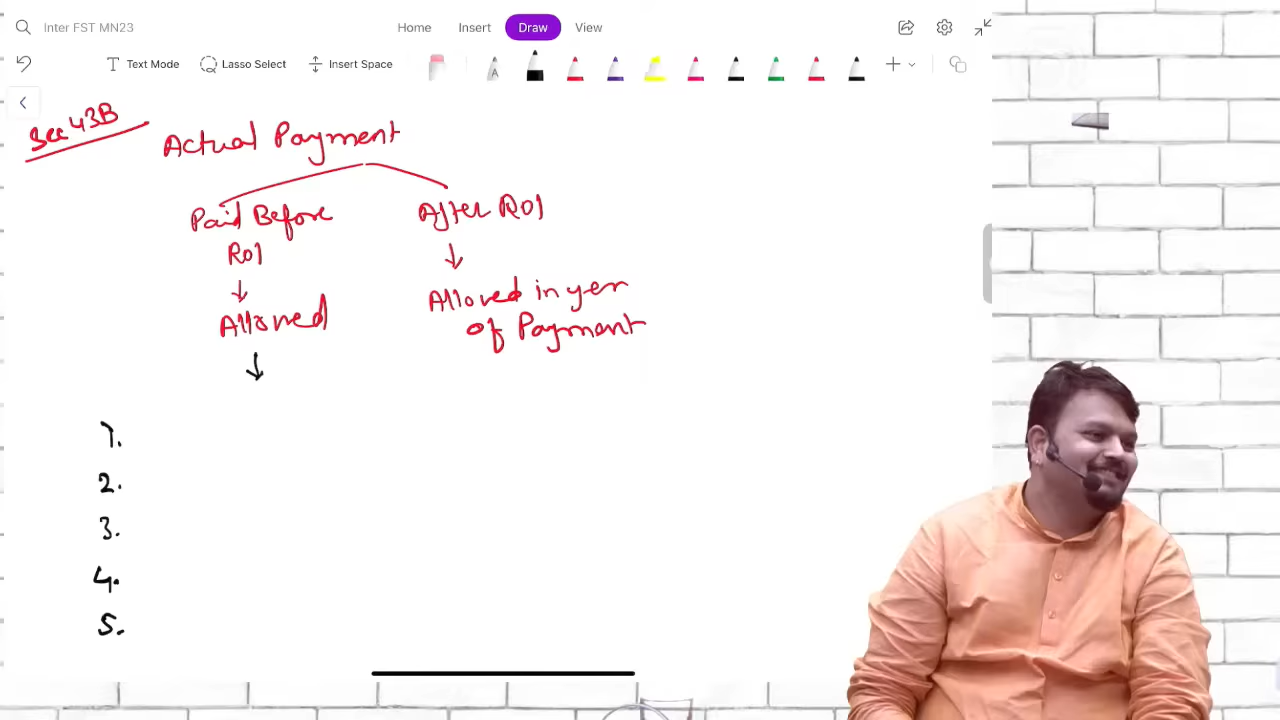 Inter FST MN23
Home Insert Draw View
Text Mode Lasso Select Insert Space
A
Sec 43B
Actual Payment
Paid Before
ROI
Allowed
After ROI
Allowed in year
of Payment
1.
2.
3.
4.
5.